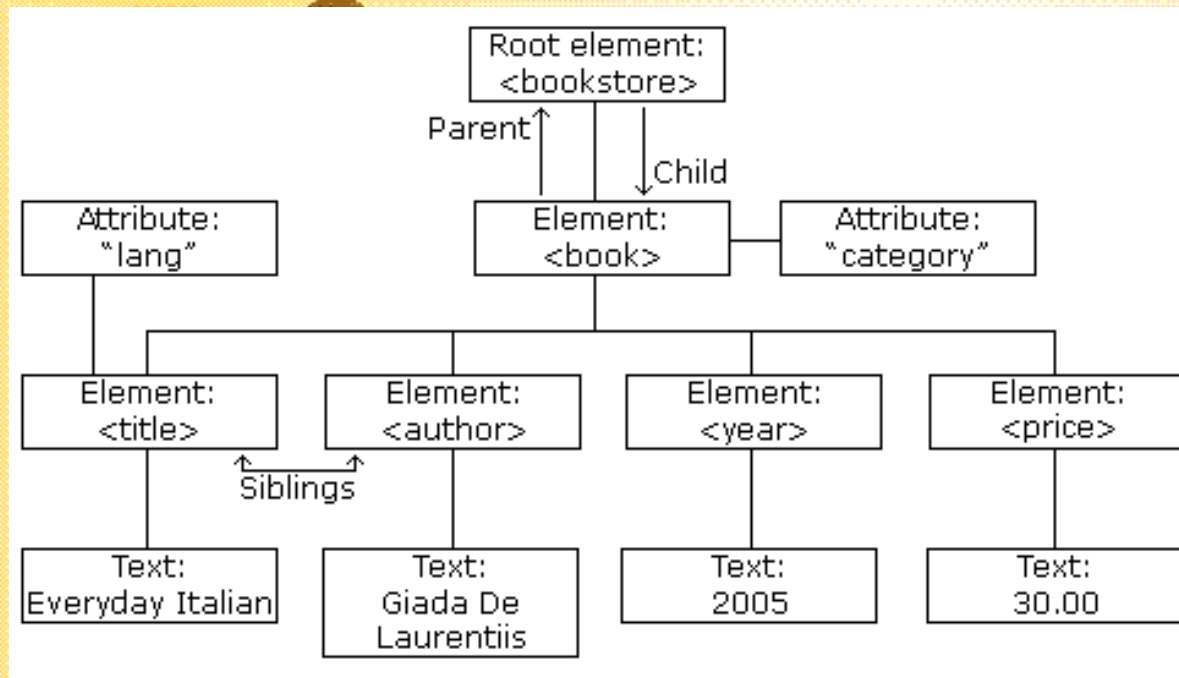 Root element:
<bookstore>
Parent
Child
Attribute:
“lang”
Element:
<book>
Attribute:
“category”
Element:
<title>
Element:
<author>
Element:
<year>
Element:
<price>
Siblings
Text:
Everyday Italian
Text:
Giada De
Laurentiis
Text:
2005
Text:
30.00